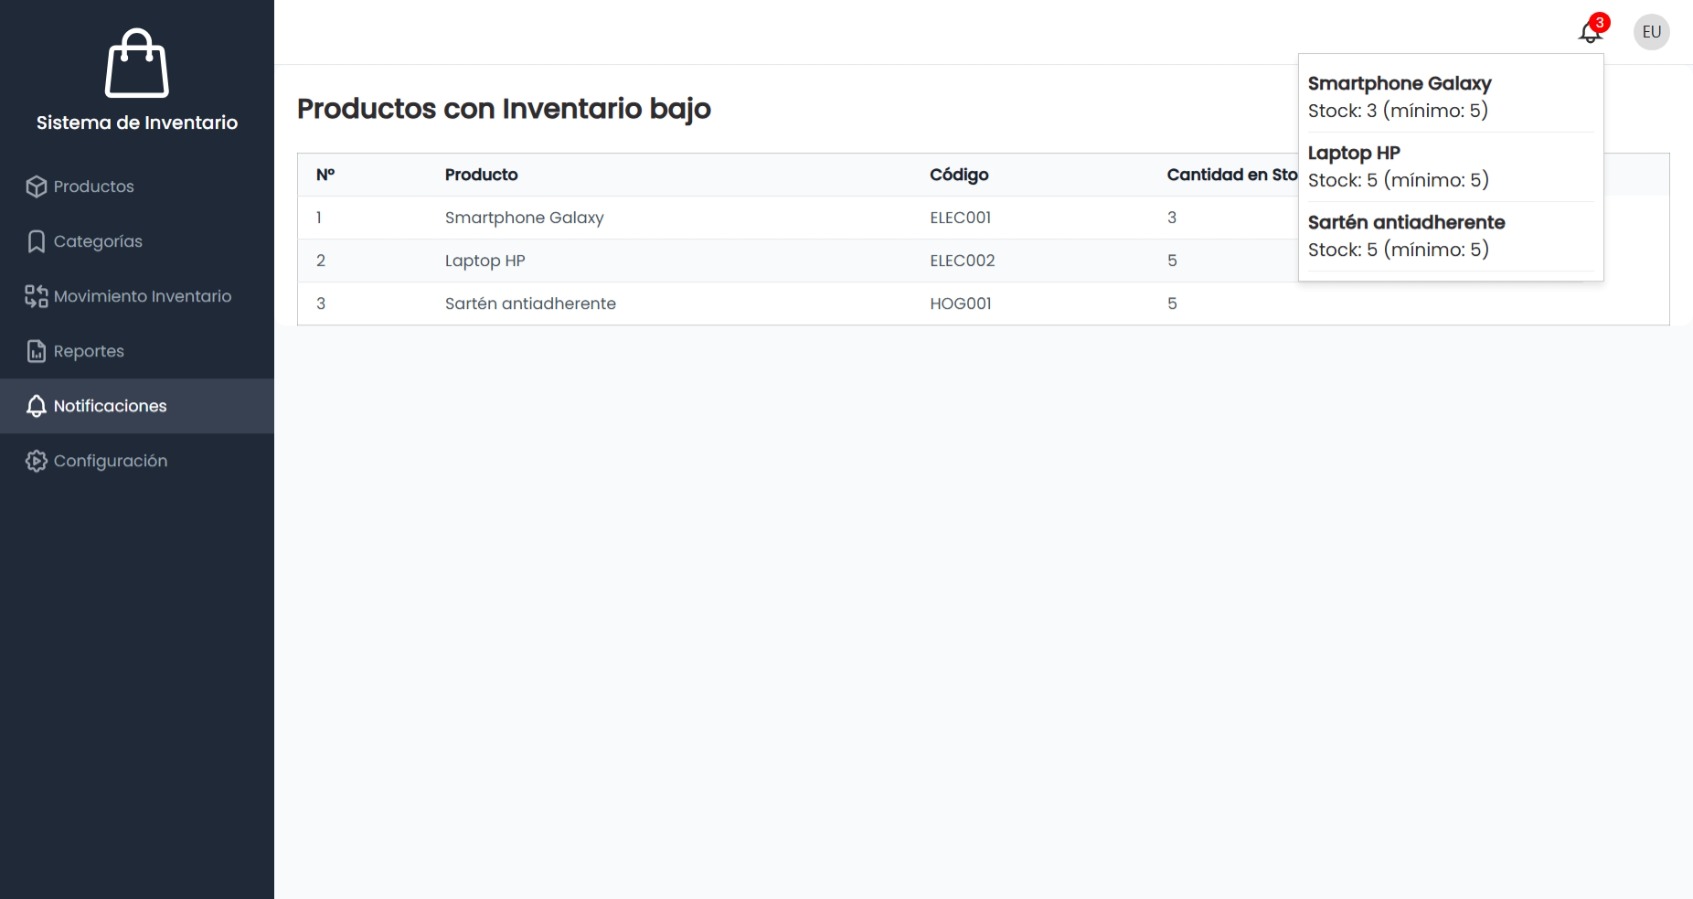 Sistema de Inventario
Productos
Categorías
Movimiento Inventario
Reportes
Notificaciones
Configuración
3
EU
Productos con Inventario bajo
Nº Producto Código Cantidad en Sto
1 Smartphone Galaxy ELEC001 3
2 Laptop HP ELEC002 5
3 Sartén antiadherente HOG001 5
Smartphone Galaxy
Stock: 3 (mínimo: 5)
Laptop HP
Stock: 5 (mínimo: 5)
Sartén antiadherente
Stock: 5 (mínimo: 5)